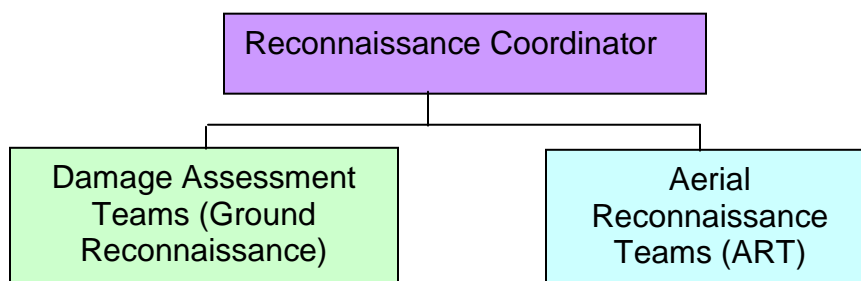 Reconnaissance Coordinator
Damage Assessment
Teams (Ground
Reconnaissance)
Aerial
Reconnaissance
Teams (ART)